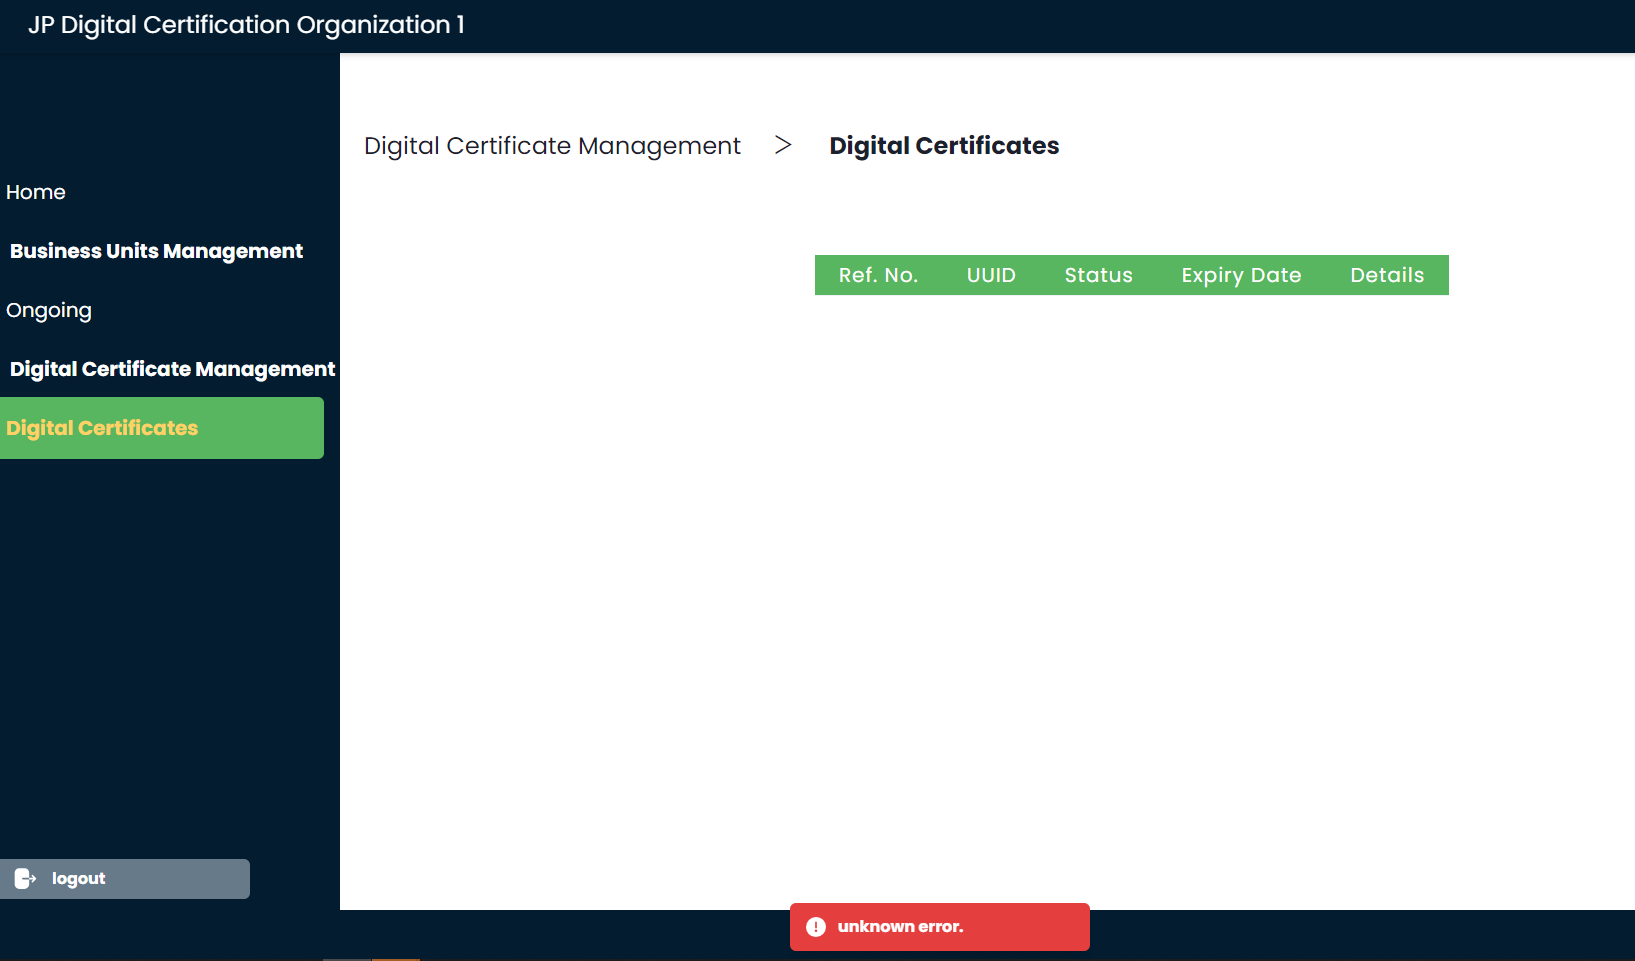 JP Digital Certification Organization 1
Home
Business Units Management
Ongoing
Digital Certificate Management
Digital Certificates
logout
Digital Certificate Management > Digital Certificates
Ref. No. UUID Status Expiry Date Details
unknown error.